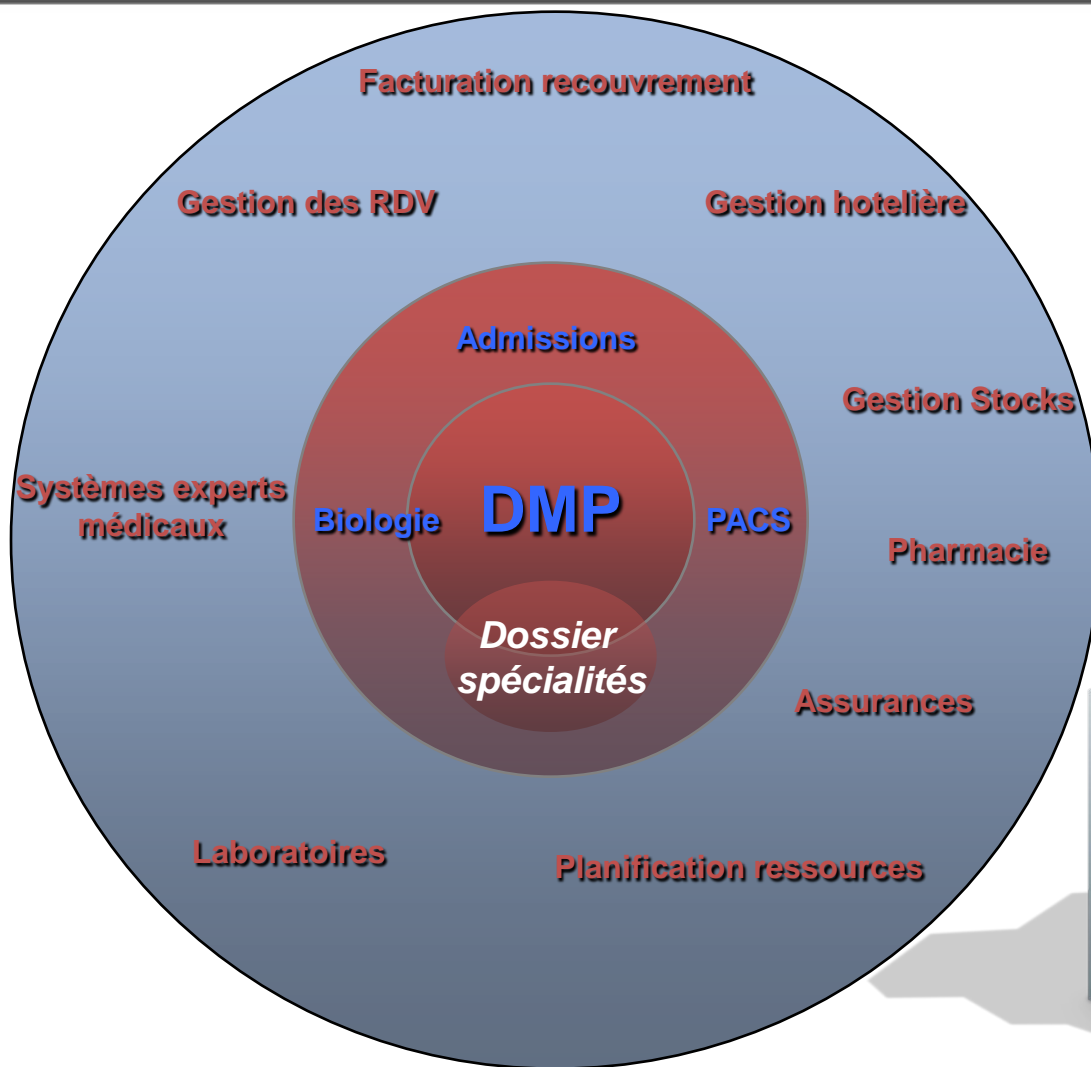 Facturation recouvrement
Gestion des RDV
Gestion hotelière
Admissions
Gestion Stocks
Systèmes experts
médicaux
Biologie
DMP
PACS
Pharmacie
Dossier
spécialités
Assurances
Laboratoires
Planification ressources